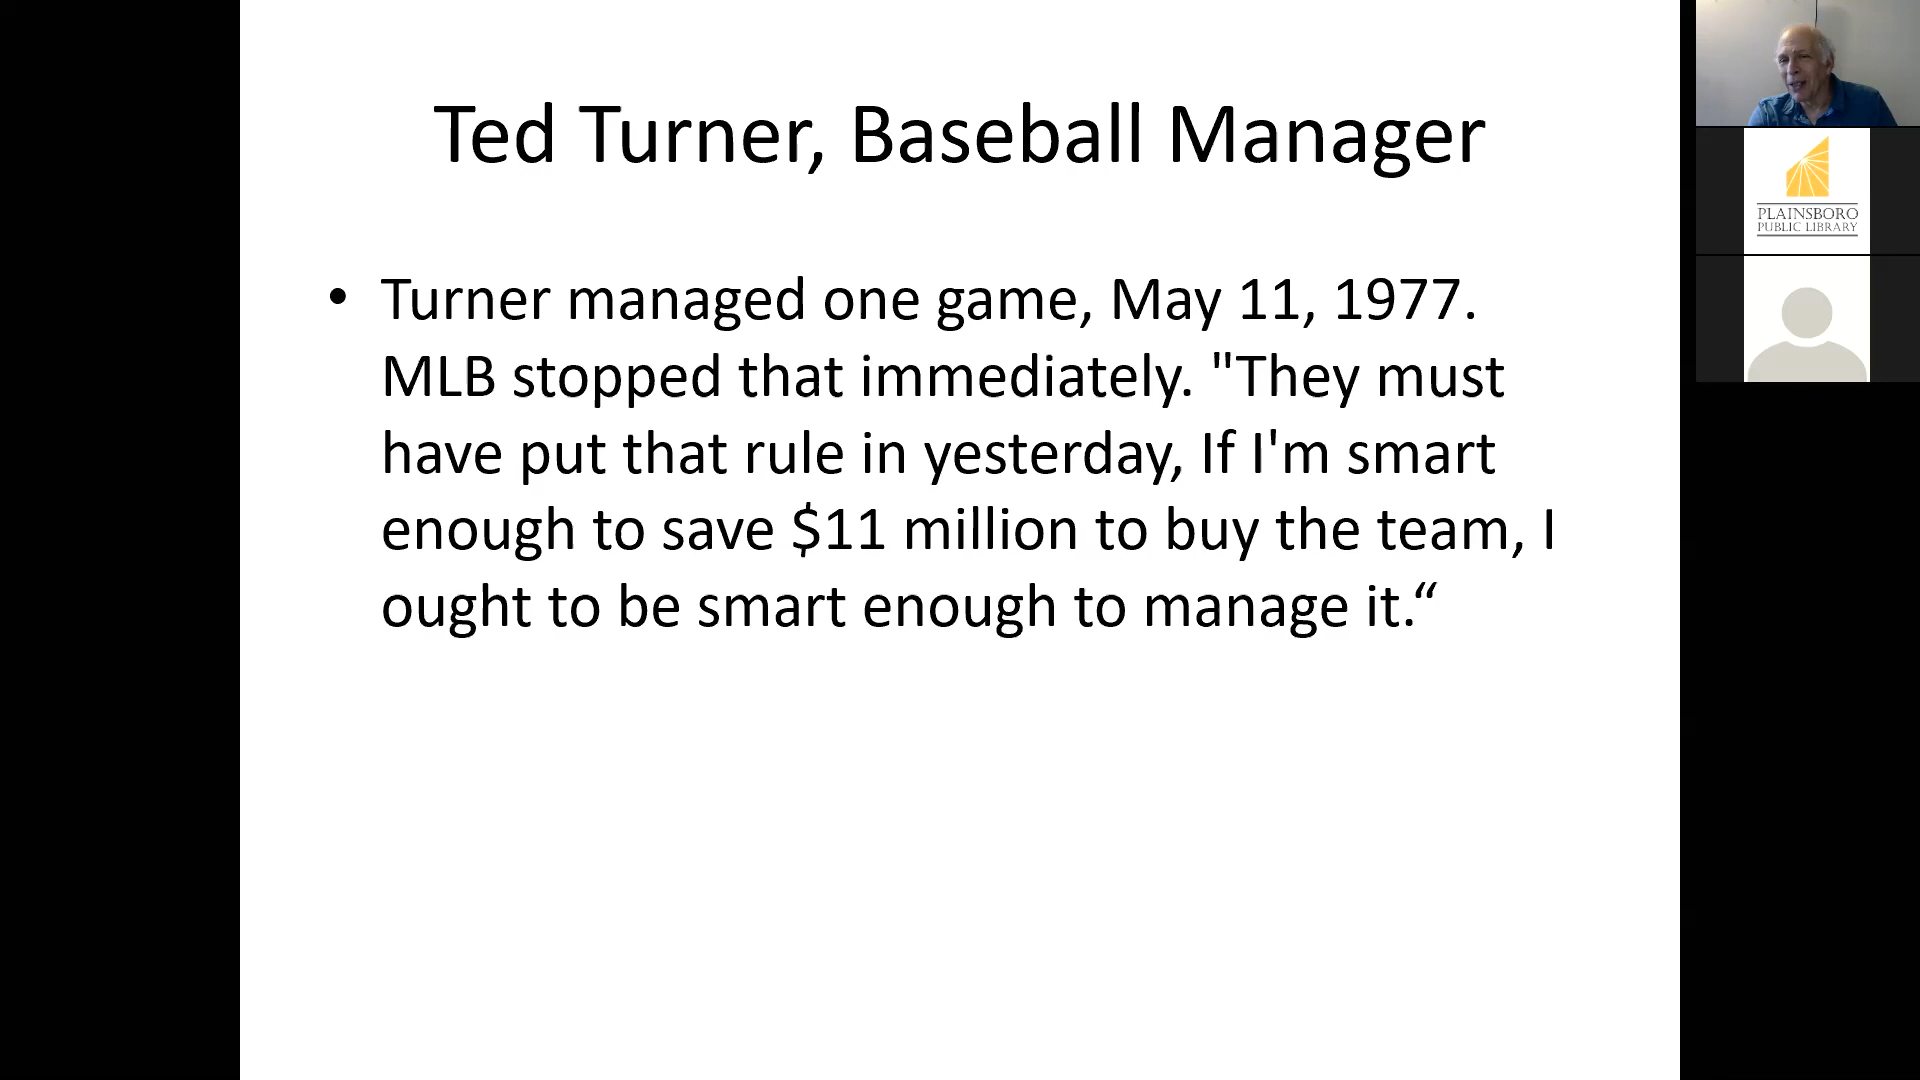 Ted Turner, Baseball Manager
• Turner managed one game, May 11, 1977.
MLB stopped that immediately. "They must
have put that rule in yesterday, If I'm smart
enough to save $11 million to buy the team, I
ought to be smart enough to manage it.“
PLAINSBORO
PUBLIC LIBRARY